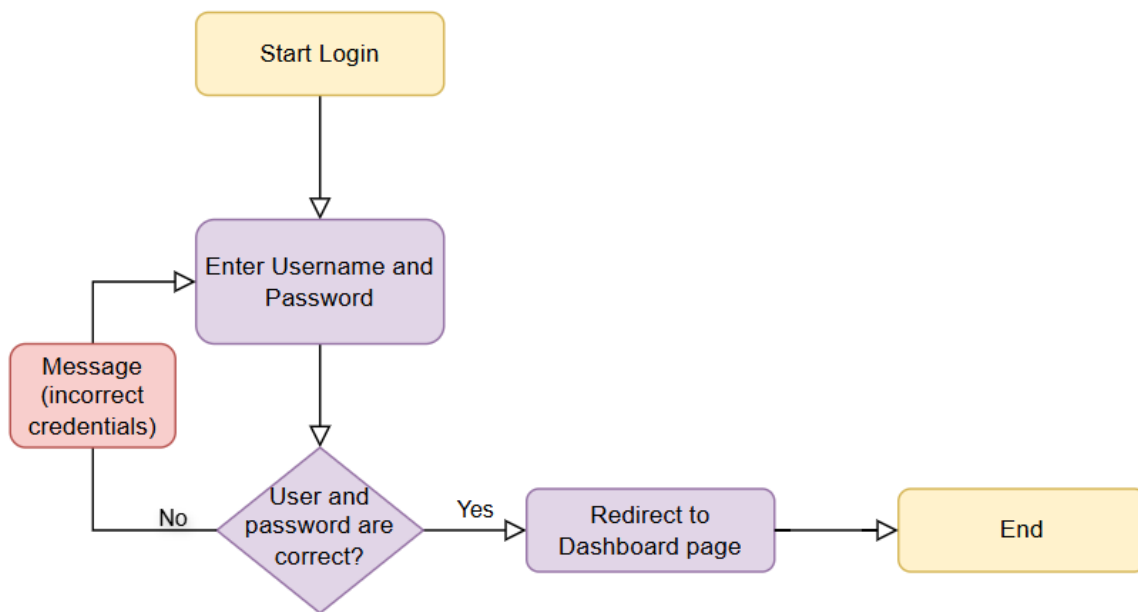 Start Login
Enter Username and
Password
Message
(incorrect
credentials)
No
User and
password are
correct?
Yes
Redirect to
Dashboard page
End